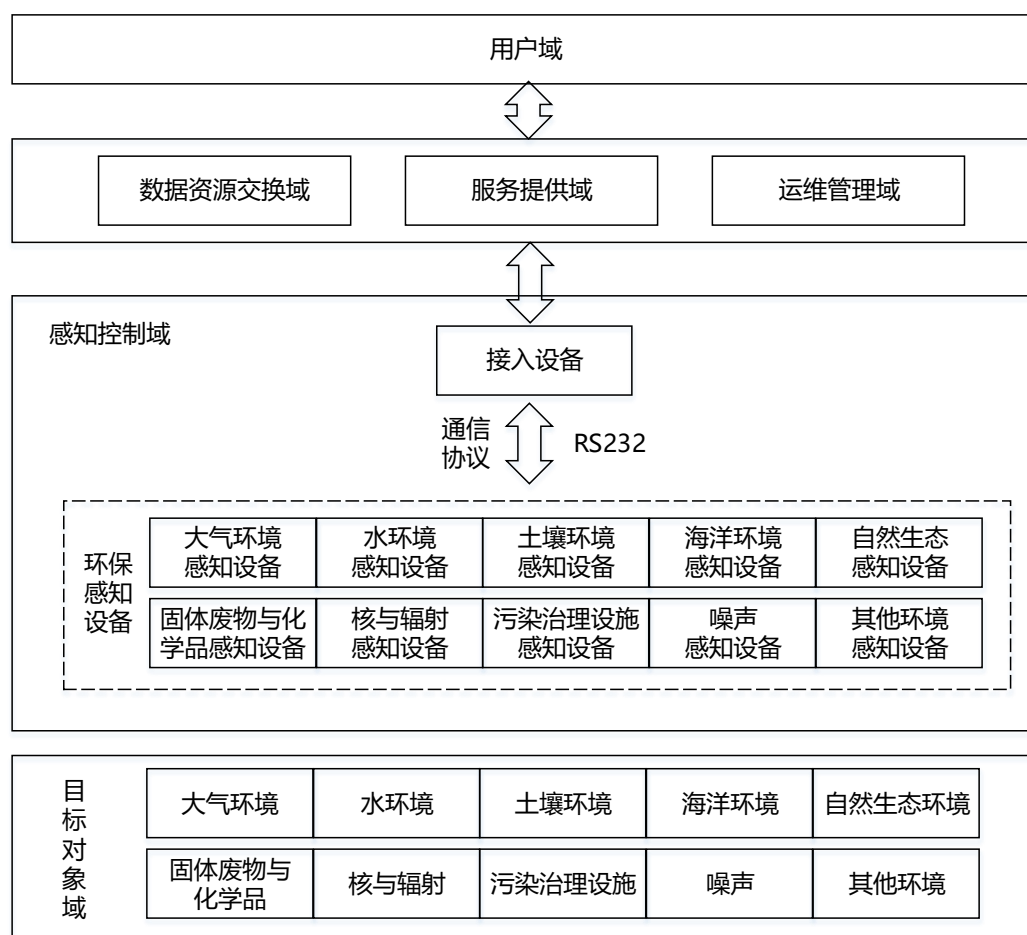 用户域
数据资源交换域
服务提供域
运维管理域
感知控制域
接入设备
通信
协议
RS232
环保
感知
设备
大气环境
感知设备
水环境
感知设备
土壤环境
感知设备
海洋环境
感知设备
自然生态
感知设备
固体废物与化
学品感知设备
核与辐射
感知设备
污染治理设施
感知设备
噪声
感知设备
其他环境
感知设备
目
标
对
象
域
大气环境
水环境
土壤环境
海洋环境
自然生态环境
固体废物与
化学品
核与辐射
污染治理设施
噪声
其他环境